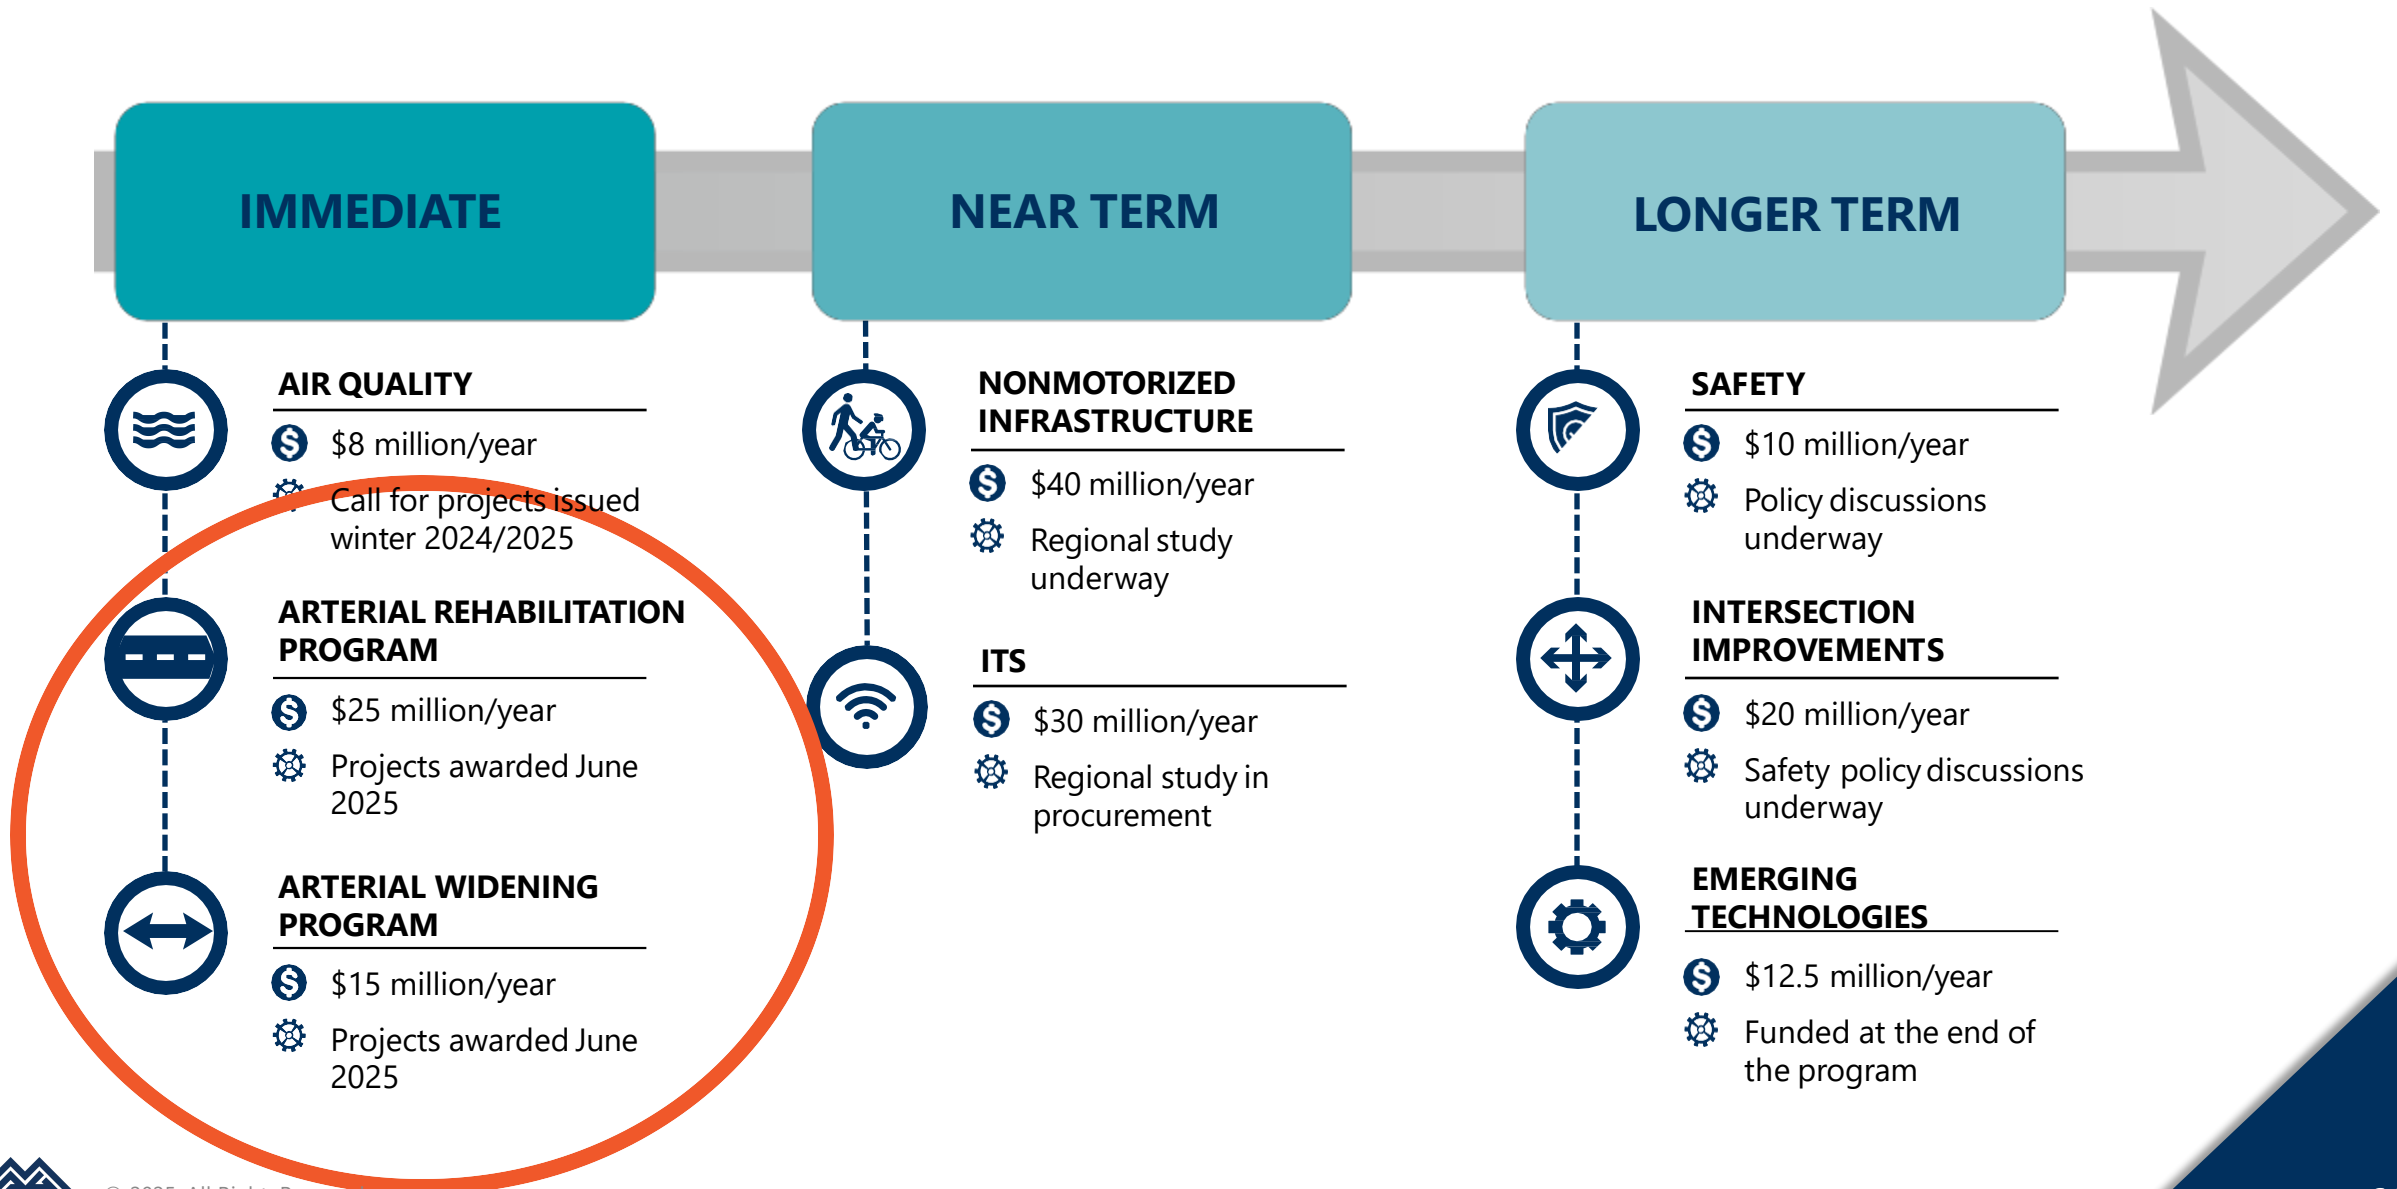 IMMEDIATE
NEAR TERM
LONGER TERM
AIR QUALITY
$8 million/year
Call for projects issued
winter 2024/2025
ARTERIAL REHABILITATION
PROGRAM
$25 million/year
Projects awarded June
2025
ARTERIAL WIDENING
PROGRAM
$15 million/year
Projects awarded June
2025
NONMOTORIZED
INFRASTRUCTURE
$40 million/year
Regional study
underway
ITS
$30 million/year
Regional study in
procurement
SAFETY
$10 million/year
Policy discussions
underway
INTERSECTION
IMPROVEMENTS
$20 million/year
Safety policy discussions
underway
EMERGING
TECHNOLOGIES
$12.5 million/year
Funded at the end of
the program